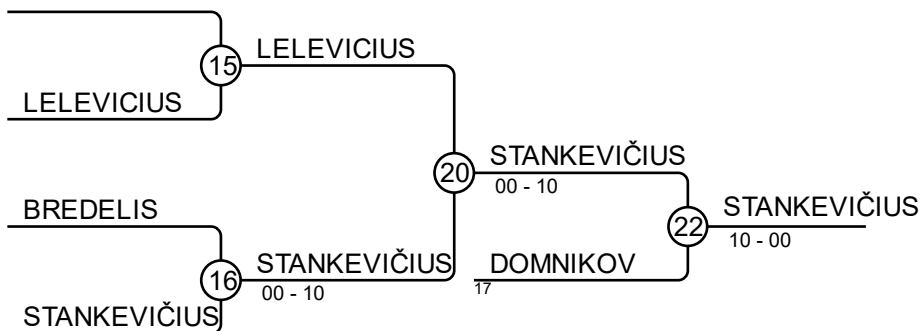 LELEVICIUS
15
LELEVICIUS
STANKEVIČIUS
20
00 - 10
BREDELIS
STANKEVIČIUS
22
10 - 00
STANKEVIČIUS
DOMNIKOV
16
00 - 10
17
STANKEVIČIUS